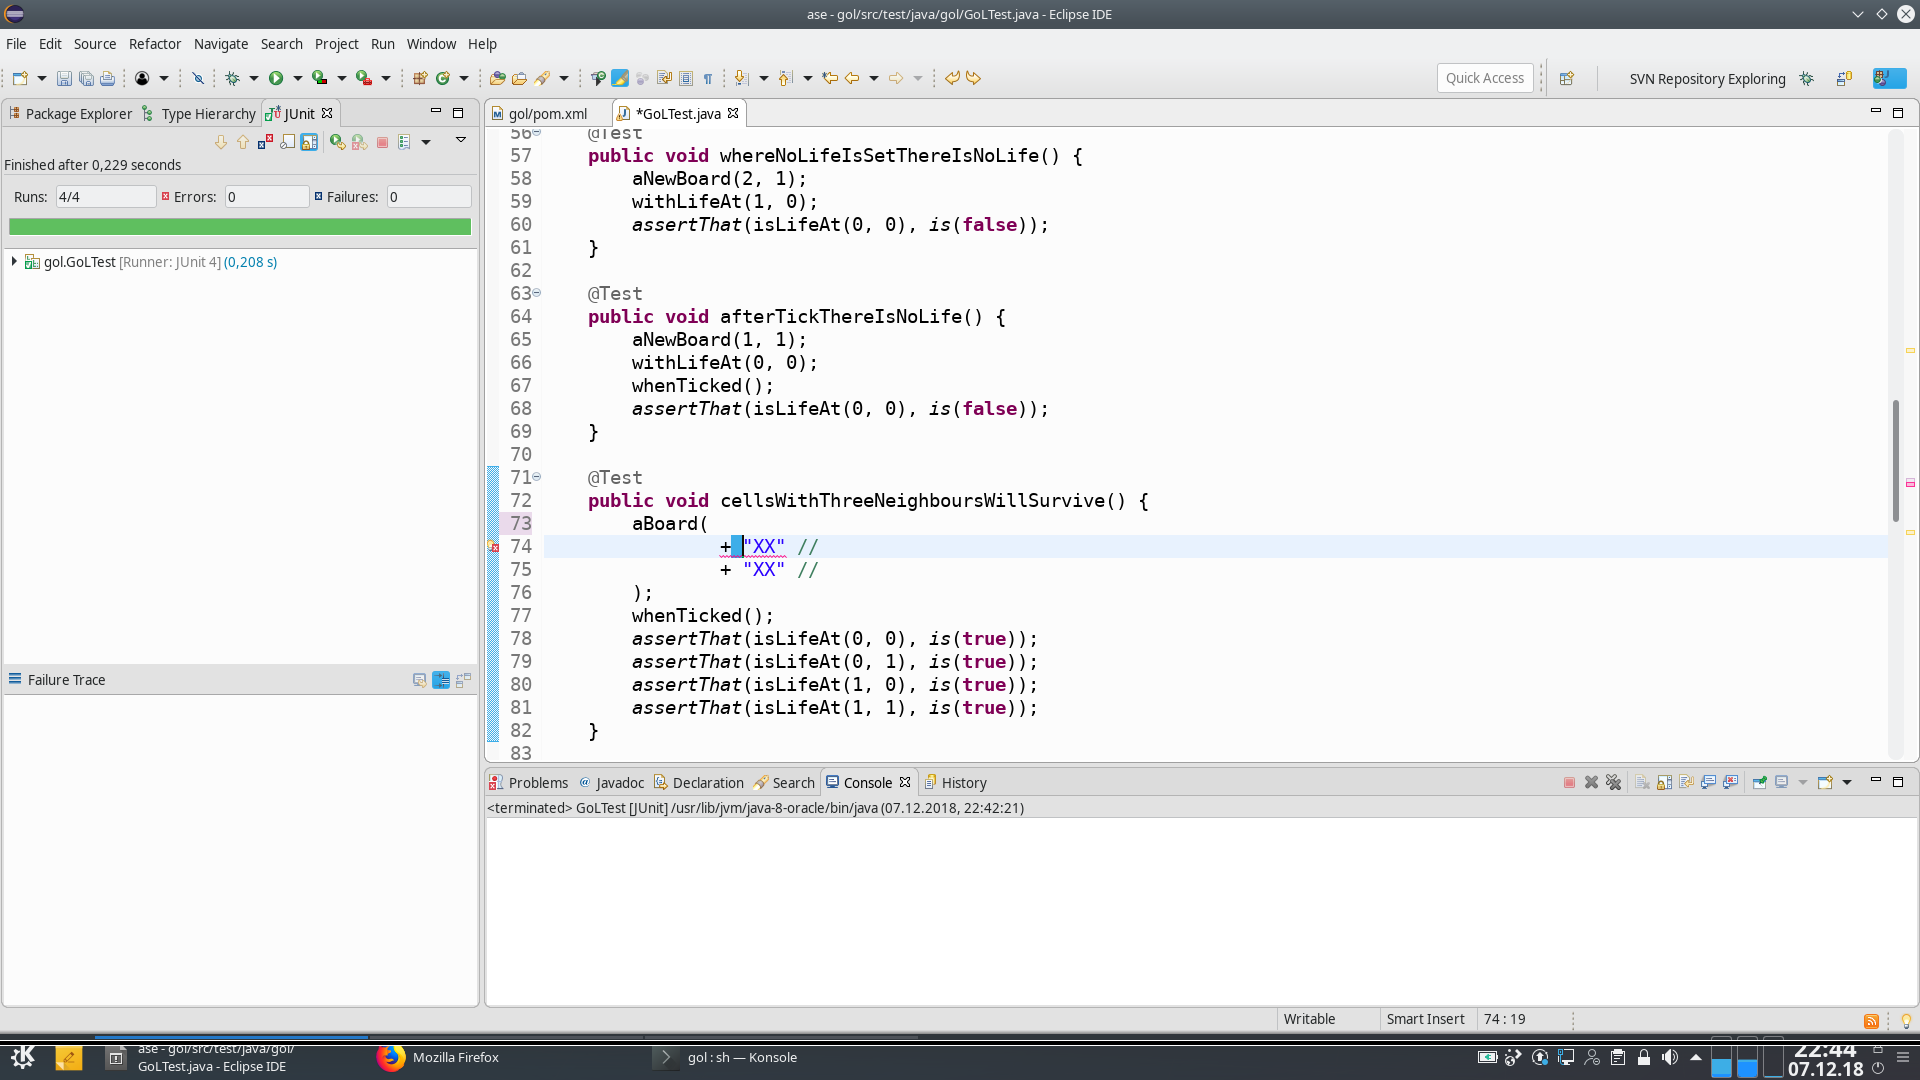 ase - gol/src/test/java/gol/GoLTest.java - Eclipse IDE
File Edit Source Refactor Navigate Search Project Run Window Help
Quick Access
SVN Repository Exploring
Package Explorer Type Hierarchy JUnit
gol/pom.xml *GoLTest.java
Finished after 0,229 seconds
Runs: 4/4 Errors: 0 Failures: 0
gol.GoLTest [Runner: JUnit 4] (0,208 s)
Failure Trace
56 @Test
57 public void whereNoLifeIsSetThereIsNoLife() {
58 aNewBoard(2, 1);
59 withLifeAt(1, 0);
60 assertThat(isLifeAt(0, 0), is(false));
61 }
62
63 @Test
64 public void afterTickThereIsNoLife() {
65 aNewBoard(1, 1);
66 withLifeAt(0, 0);
67 whenTicked();
68 assertThat(isLifeAt(0, 0), is(false));
69 }
70
71 @Test
72 public void cellsWithThreeNeighboursWillSurvive() {
73 aBoard(
74 + "XX" //
75 + "XX" //
76 );
77 whenTicked();
78 assertThat(isLifeAt(0, 0), is(true));
79 assertThat(isLifeAt(0, 1), is(true));
80 assertThat(isLifeAt(1, 0), is(true));
81 assertThat(isLifeAt(1, 1), is(true));
82 }
83
Problems @ Javadoc Declaration Search Console History
<terminated> GoLTest [JUnit] /usr/lib/jvm/java-8-oracle/bin/java (07.12.2018, 22:42:21)
Writable Smart Insert 74 : 19
ase - gol/src/test/java/gol/
GoLTest.java - Eclipse IDE
Mozilla Firefox
gol : sh — Konsole
22:44
07.12.18